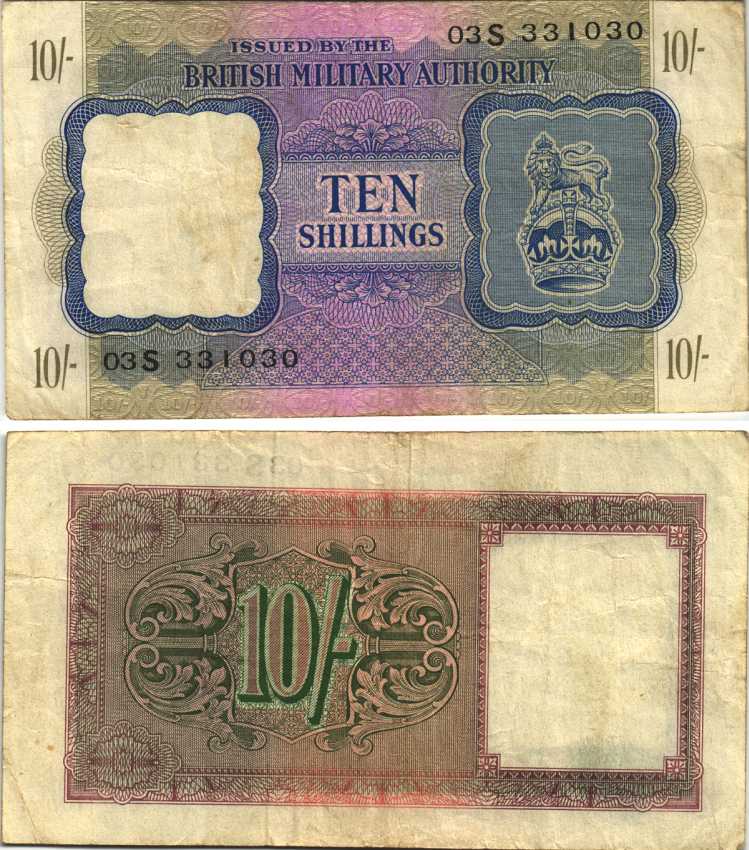 10/-
ISSUED BY THE
03S 331030
10/-
BRITISH MILITARY AUTHORITY
TEN
SHILLINGS
10/-
03S 331030
10/-
10/-